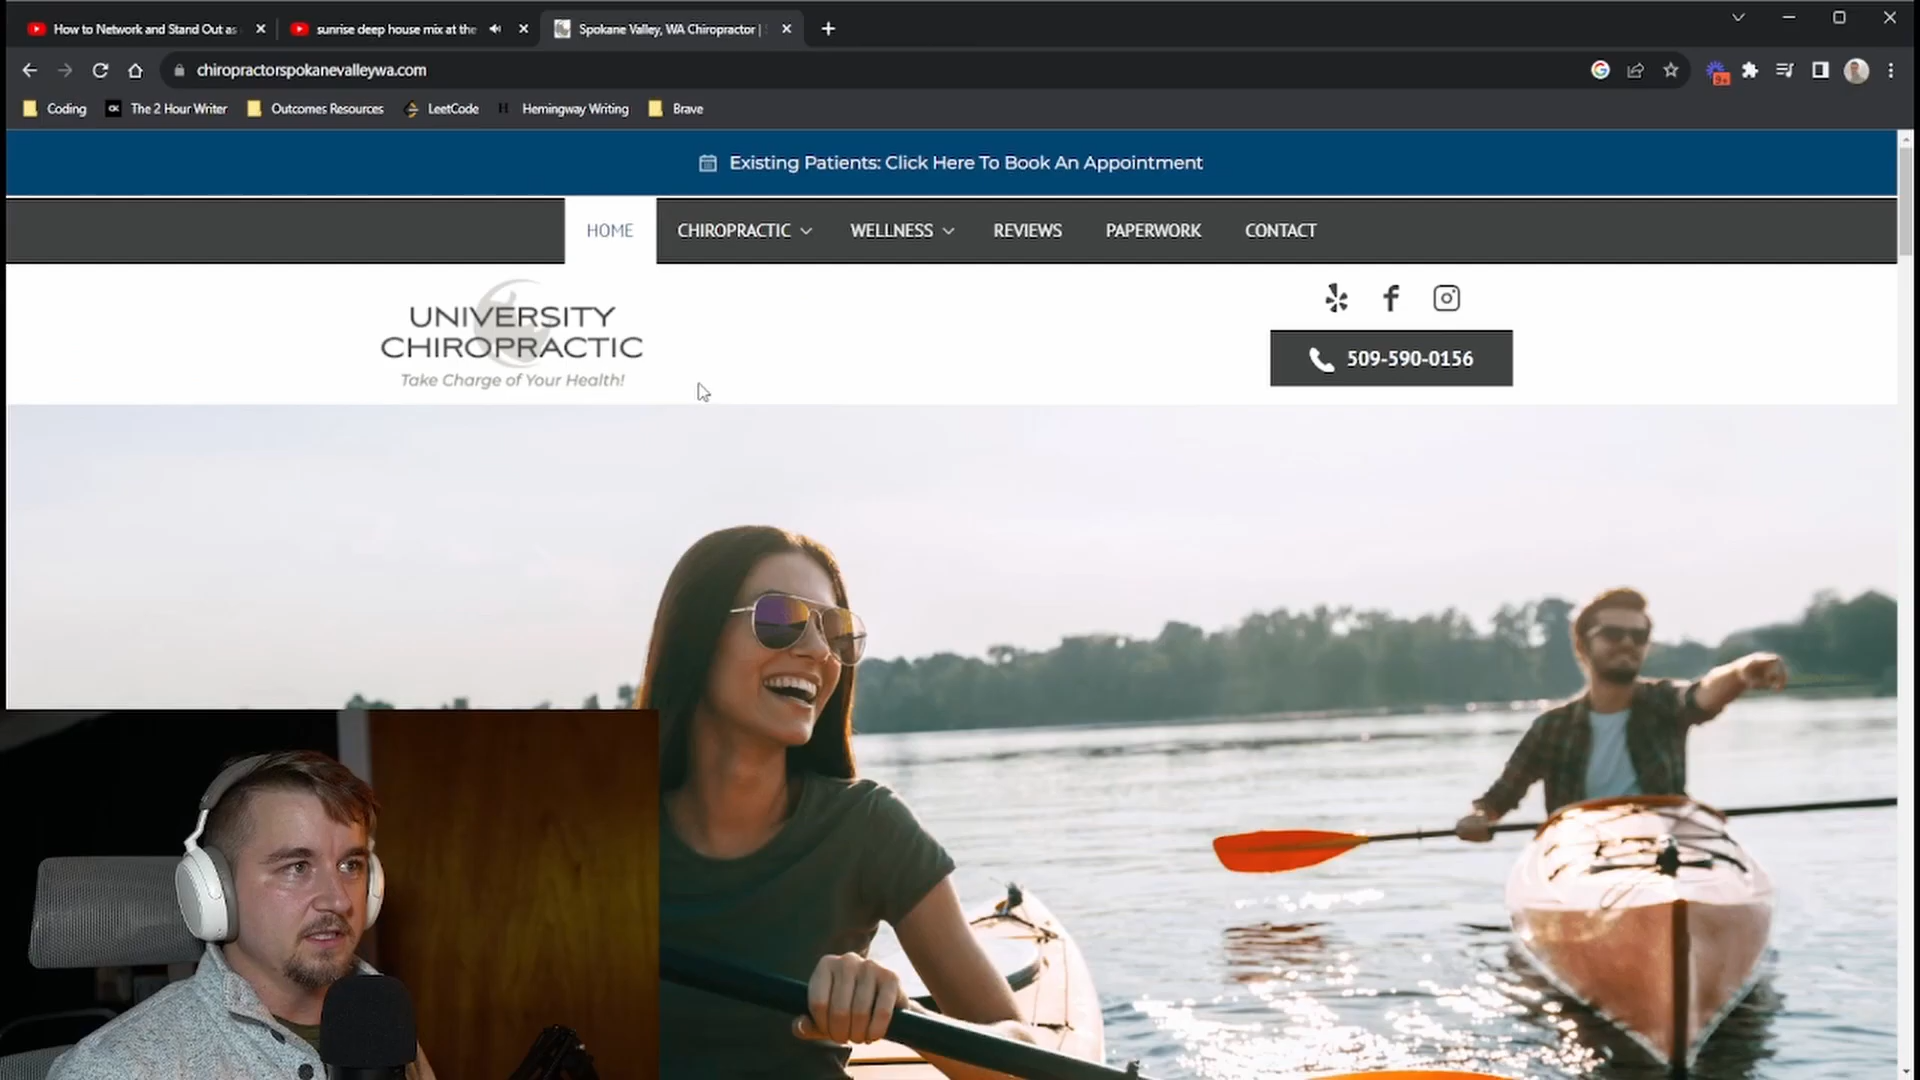 How to Network and Stand Out as
sunrise deep house mix at the
Spokane Valley, WA Chiropractor |
chiropractorspokanevalleywa.com
9+
Coding
The 2 Hour Writer
Outcomes Resources
LeetCode
H Hemingway Writing
Brave
Existing Patients: Click Here To Book An Appointment
HOME CHIROPRACTIC WELLNESS REVIEWS PAPERWORK CONTACT
UNIVERSITY
CHIROPRACTIC
Take Charge of Your Health!
509-590-0156